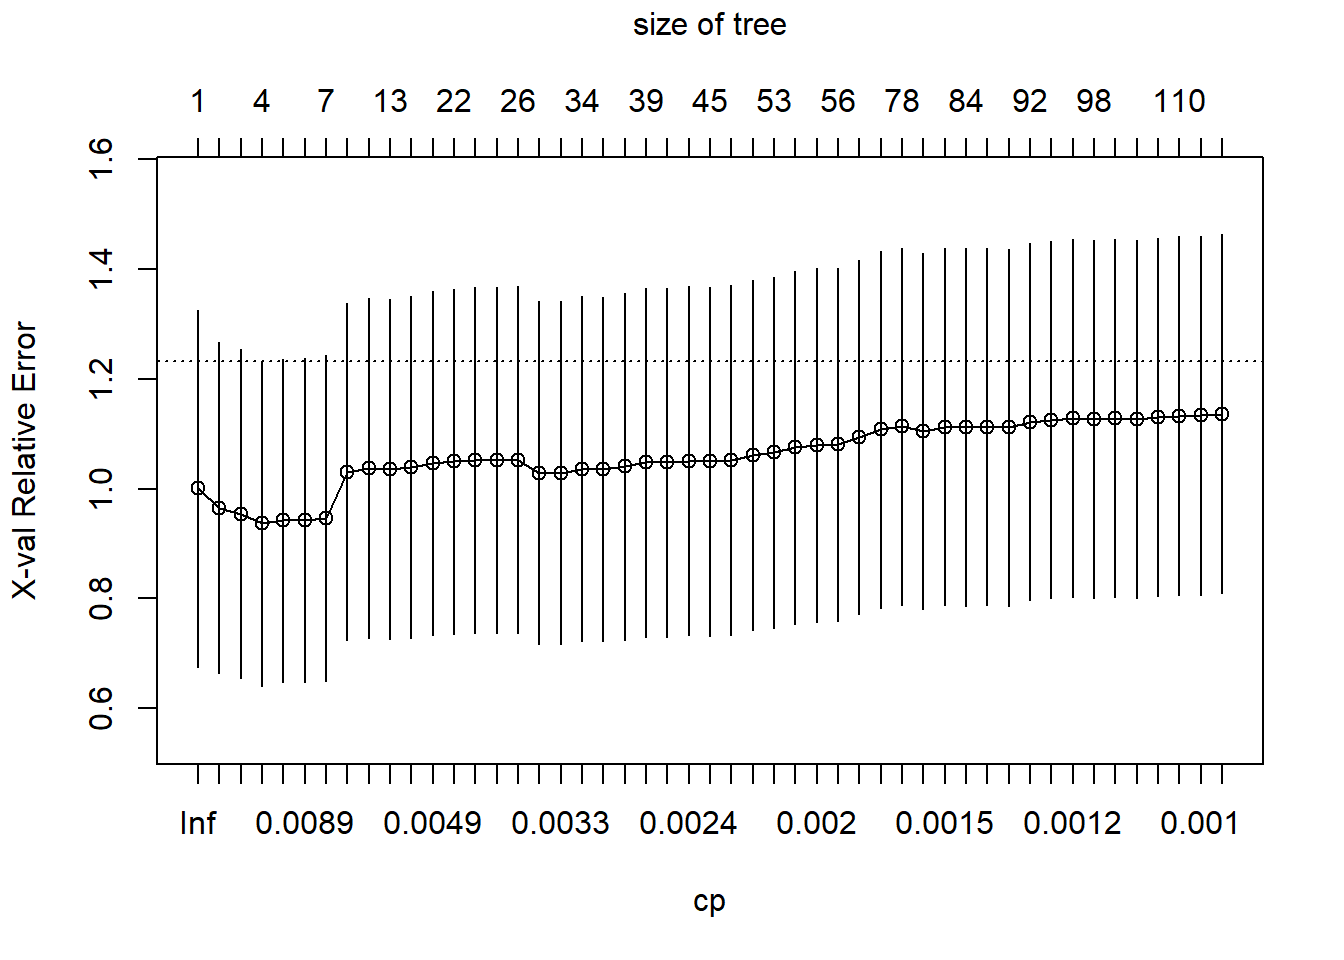 size of tree
1 4 7 13 22 26 34 39 45 53 56 78 84 92 98 110
1.6
1.4
1.2
1.0
0.8
0.6
X-val Relative Error
Inf 0.0089 0.0049 0.0033 0.0024 0.002 0.0015 0.0012 0.001
cp